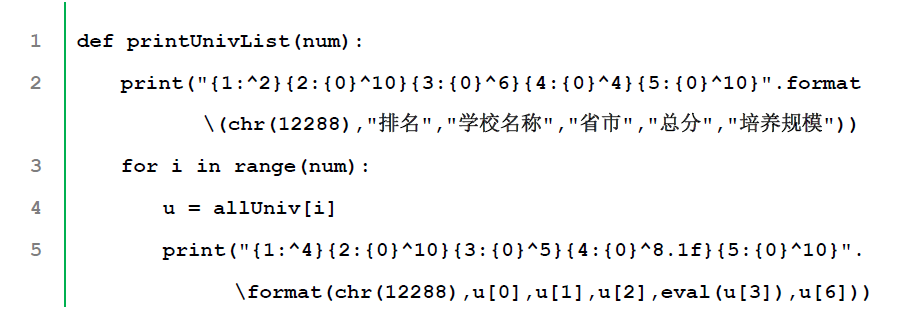 1 def printUnivList(num):
2 print("{1:^2}{2:{0}^10}{3:{0}^6}{4:{0}^4}{5:{0}^10}".format
\(chr(12288),"排名","学校名称","省市","总分","培养规模"))
3 for i in range(num):
4 u = allUniv[i]
5 print("{1:^4}{2:{0}^10}{3:{0}^5}{4:{0}^8.1f}{5:{0}^10}".
\format(chr(12288),u[0],u[1],u[2],eval(u[3]),u[6]))